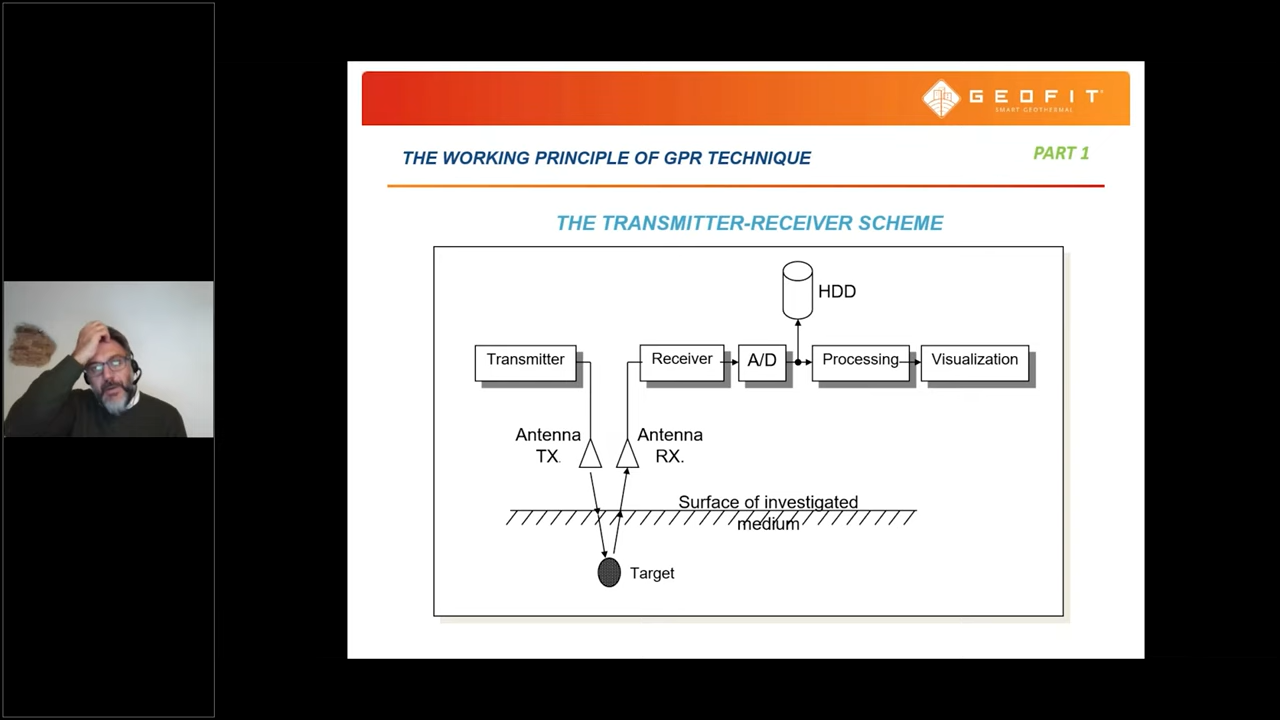 GEOFIT
SMART GEOTHERMAL
THE WORKING PRINCIPLE OF GPR TECHNIQUE
PART 1
THE TRANSMITTER-RECEIVER SCHEME
HDD
Transmitter
Receiver
A/D
Processing
Visualization
Antenna
TX.
Antenna
RX.
Surface of investigated
medium
Target